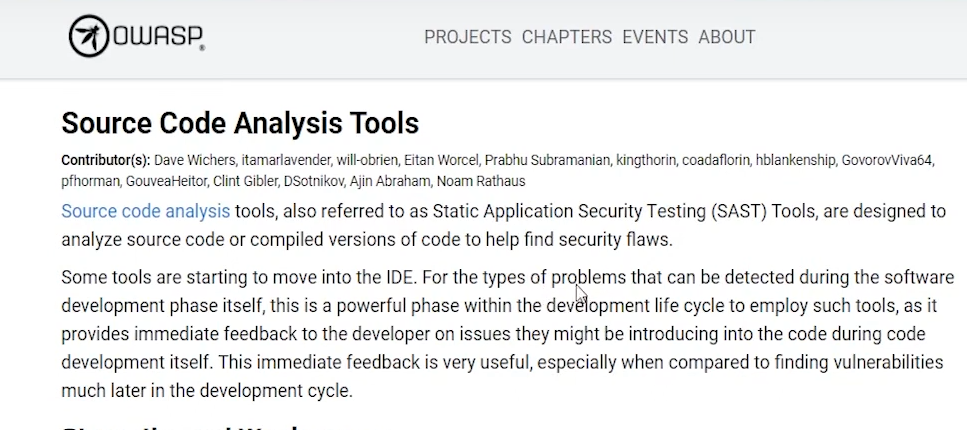 OWASP®
PROJECTS CHAPTERS EVENTS ABOUT
Source Code Analysis Tools
Contributor(s): Dave Wichers, itamarlavender, will-obrien, Eitan Worcel, Prabhu Subramanian, kingthorin, coadaflorin, hblankenship, GovorovViva64,
pfhorman, GouveaHeitor, Clint Gibler, DSotnikov, Ajin Abraham, Noam Rathaus
Source code analysis tools, also referred to as Static Application Security Testing (SAST) Tools, are designed to
analyze source code or compiled versions of code to help find security flaws.
Some tools are starting to move into the IDE. For the types of problems that can be detected during the software
development phase itself, this is a powerful phase within the development life cycle to employ such tools, as it
provides immediate feedback to the developer on issues they might be introducing into the code during code
development itself. This immediate feedback is very useful, especially when compared to finding vulnerabilities
much later in the development cycle.